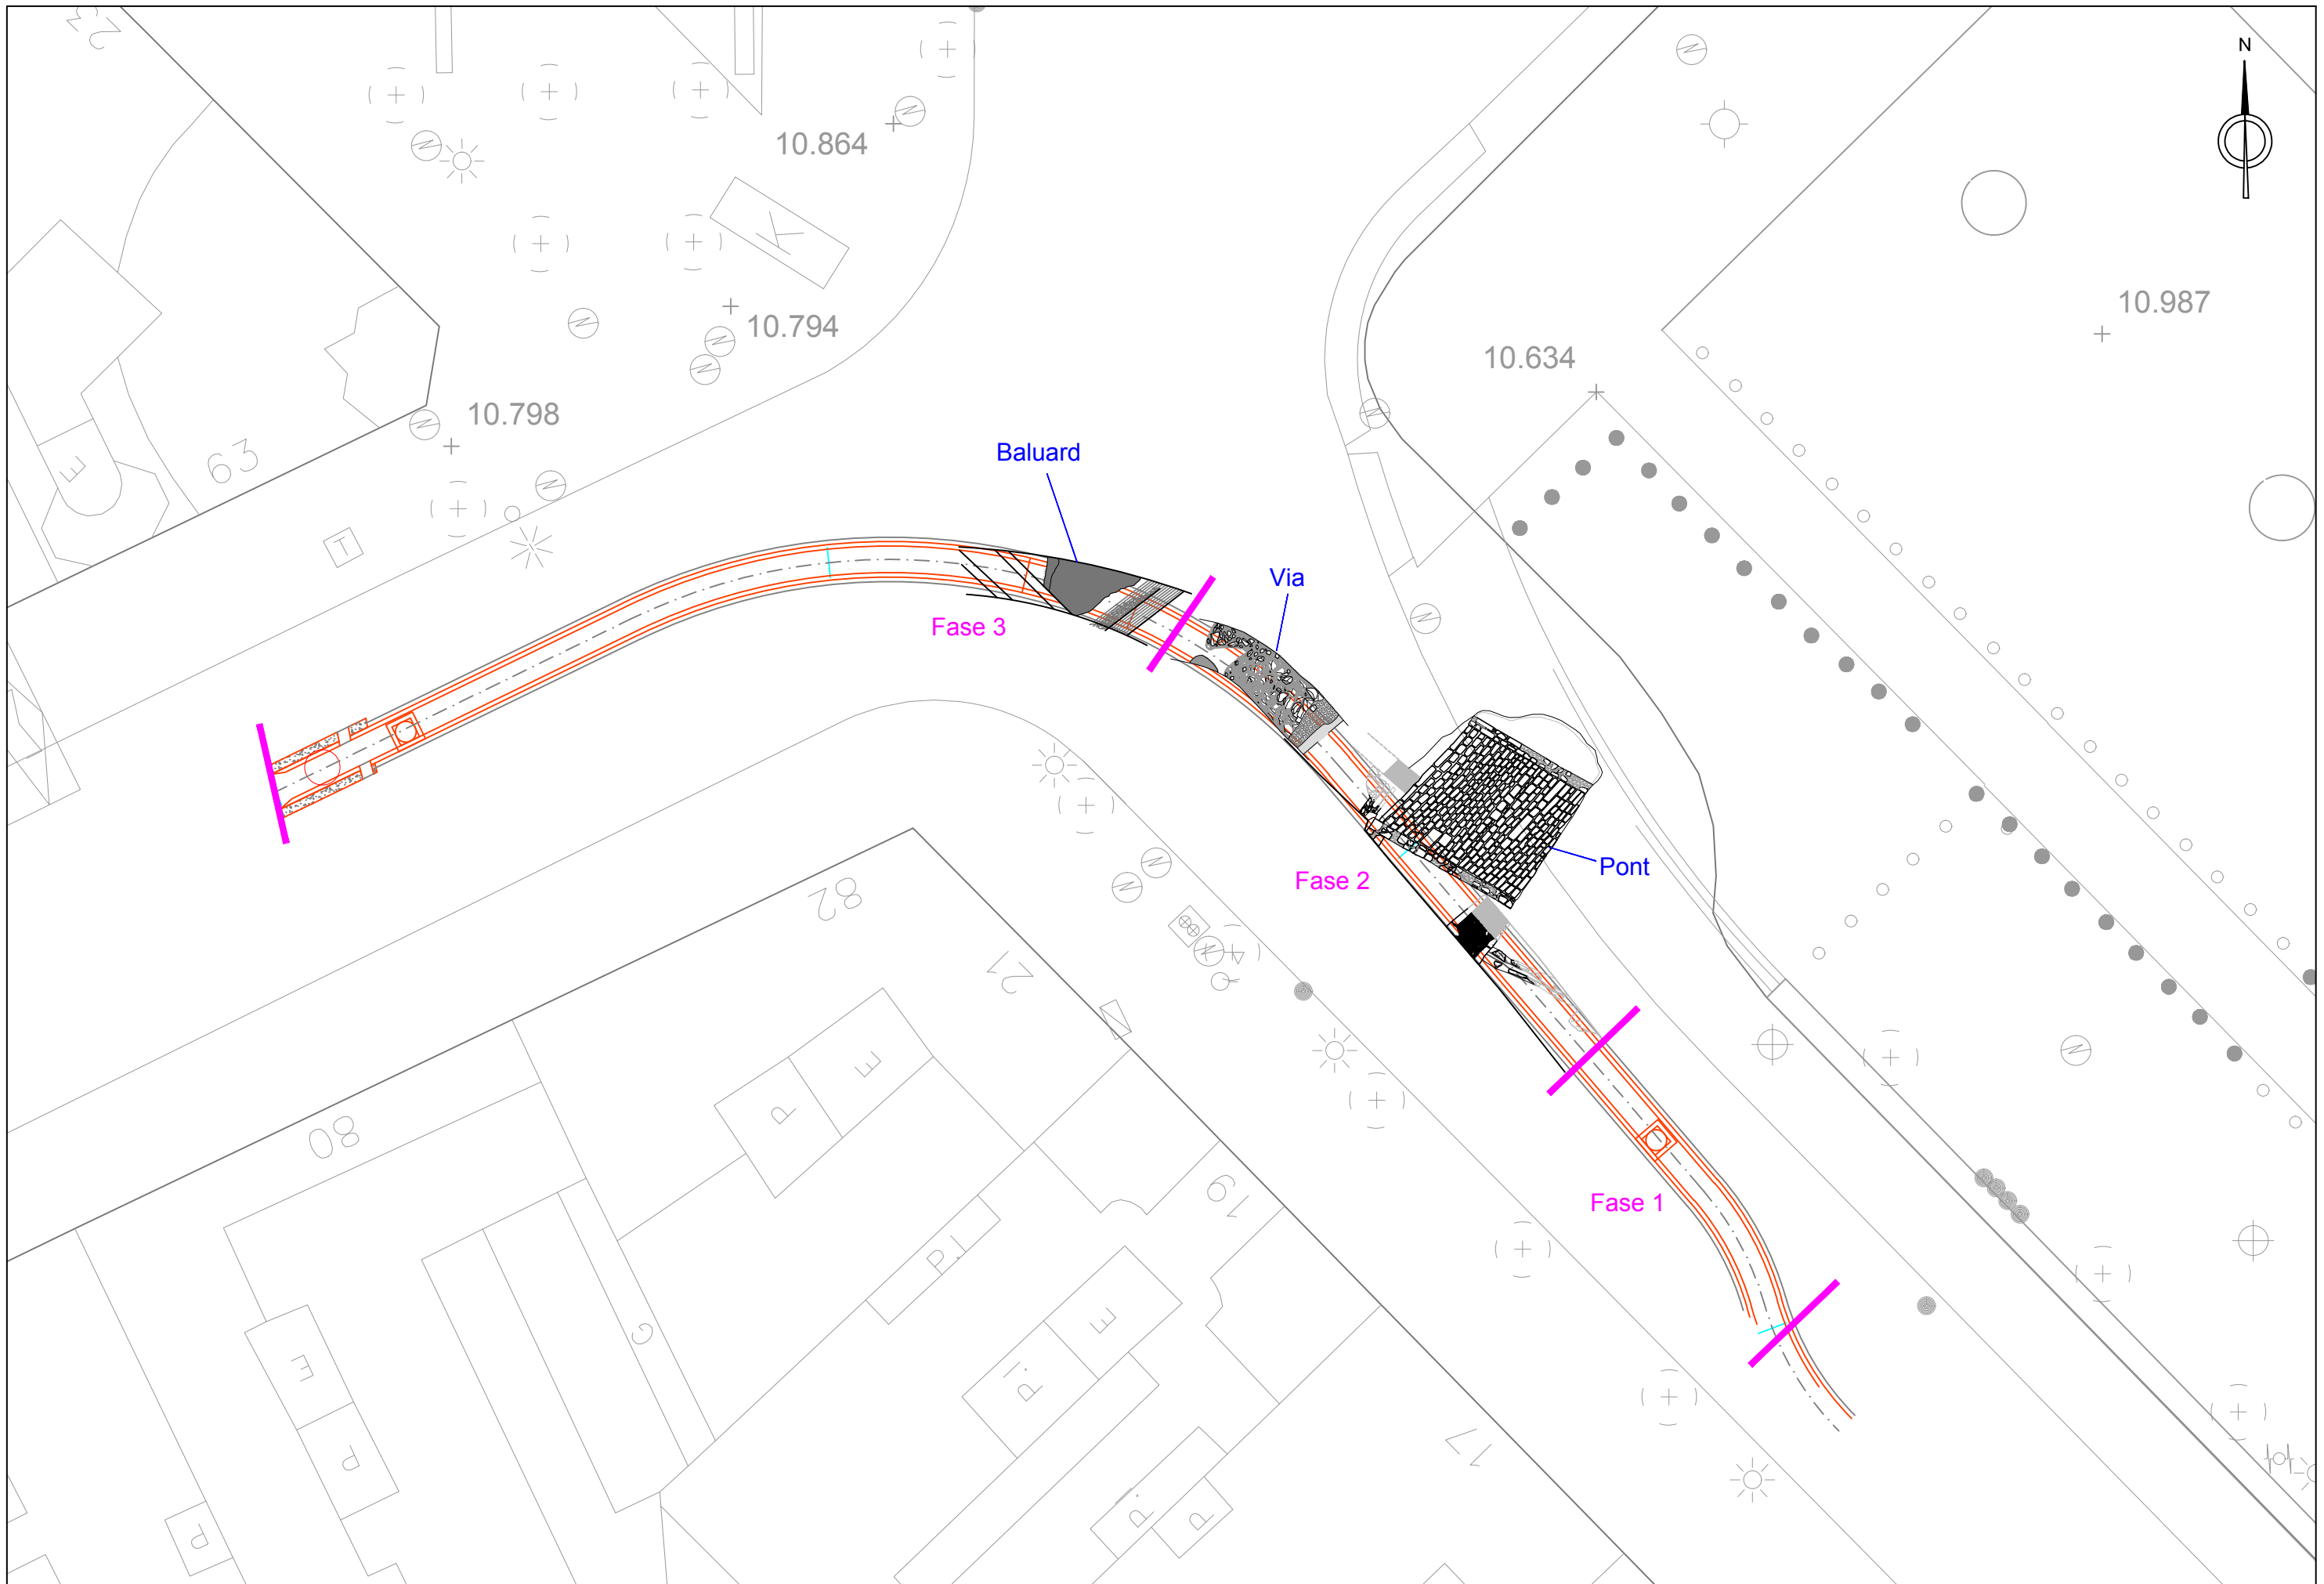 23
N
10.864
K
10.987
10.794
10.634
10.798
63
E
T
Baluard
Via
Fase 3
Pont
Fase 2
82
21
80
P
E
Fase 1
19
P.I
E
P.I.
E
G
P
17
P.I.
P
P